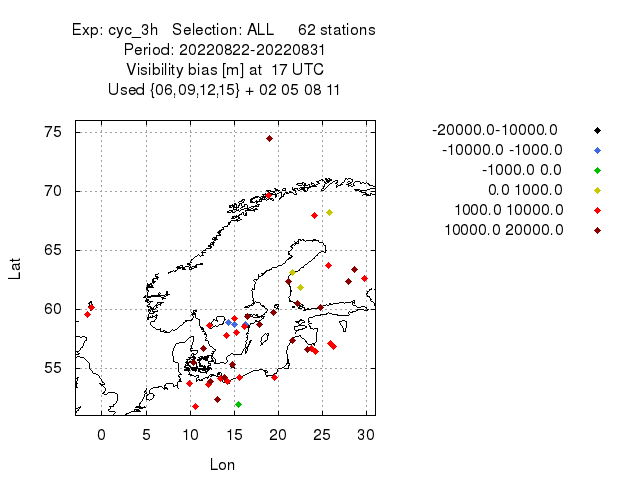 Exp: cyc_3h   Selection: ALL      62 stations
Period: 20220822-20220831
Visibility bias [m] at  17 UTC
Used {06,09,12,15} + 02 05 08 11
-20000.0-10000.0
-10000.0 -1000.0
-1000.0 0.0
0.0 1000.0
1000.0 10000.0
10000.0 20000.0
75
70
65
60
55
Lat
0 5 10 15 20 25 30
Lon